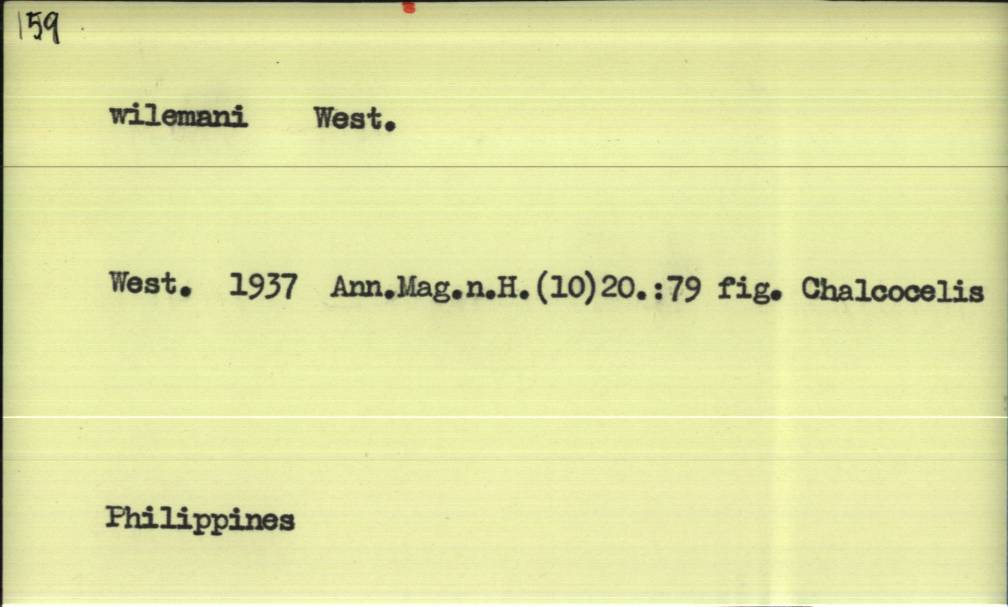 159
wilemani West.
West. 1937 Ann.Mag.n.H.(10)20.:79 fig. Chalcocelis
Philippines